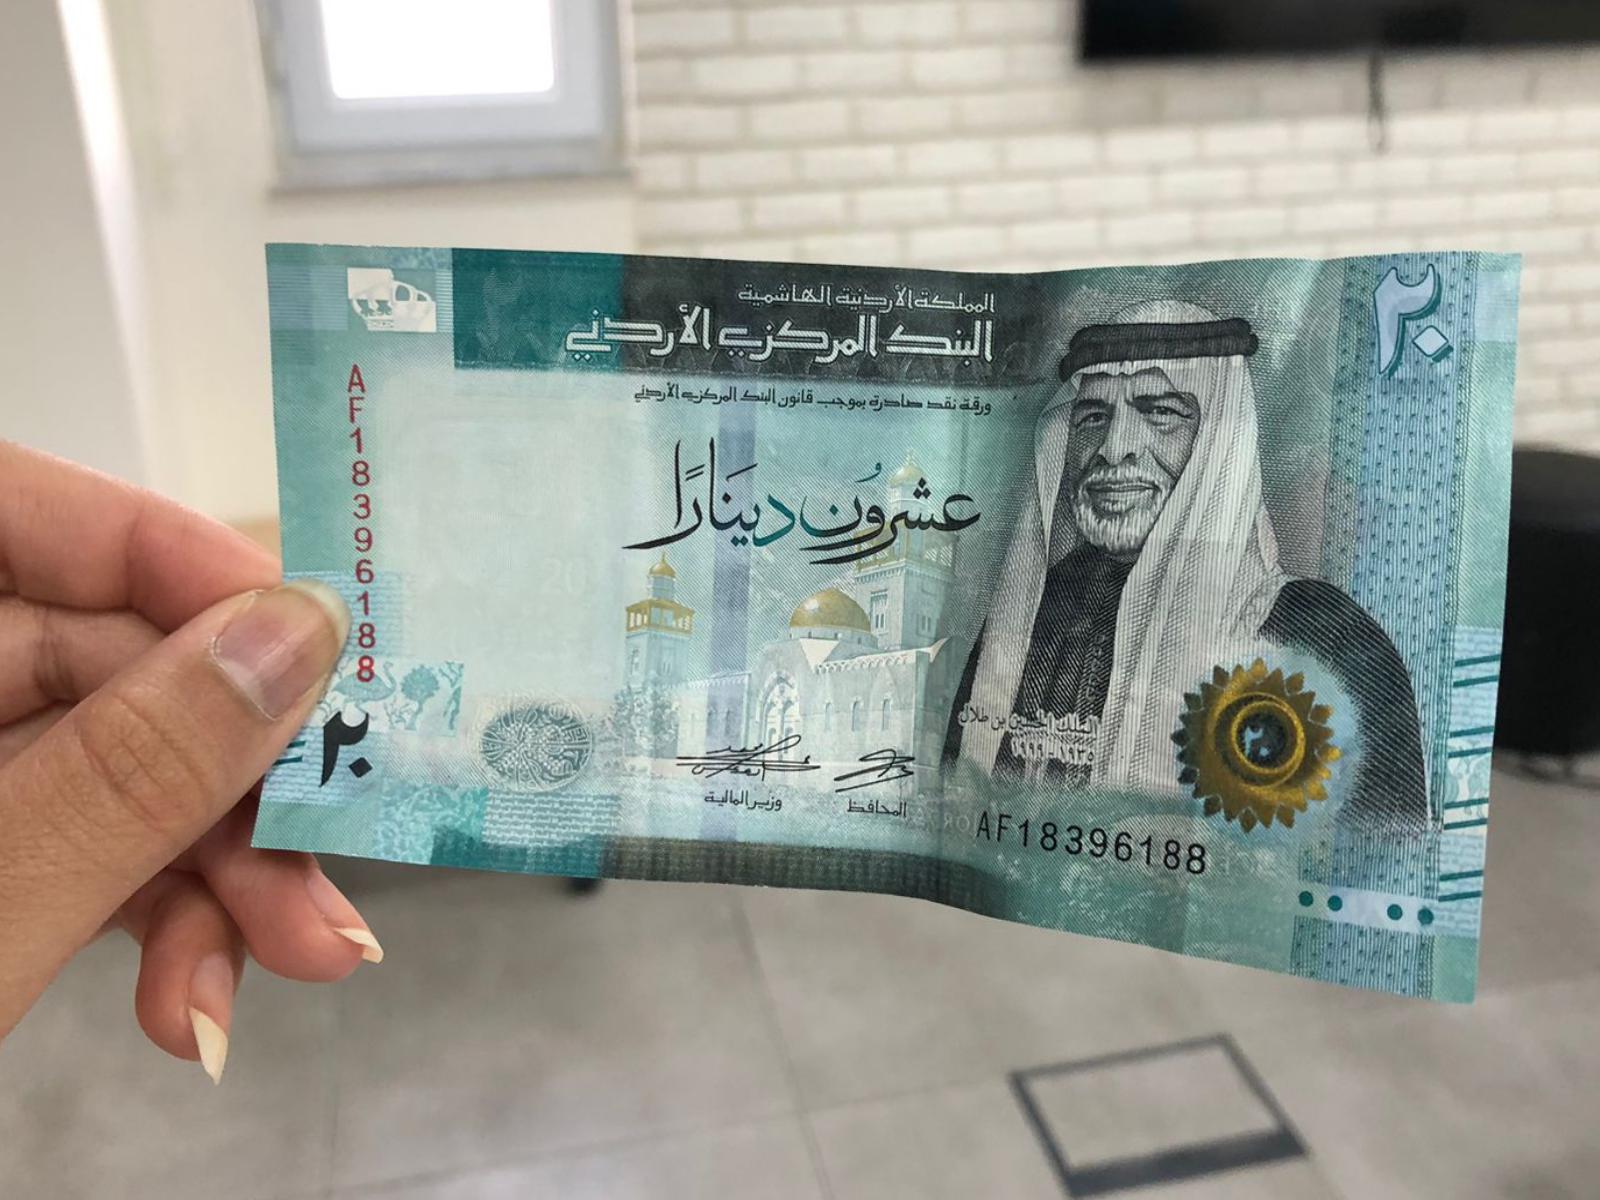 المملكة الأردنية الهاشمية
البنك المركزي الأردني
ورقة نقد صادرة بموجب قانون البنك المركزي الأردني
٢٠
عشرون دينارًا
AF18396188
20
الملك الحسين بن طلال
١٩٣٥ - ١٩٩٩
وزير المالية
المحافظ
٢٠
AF18396188